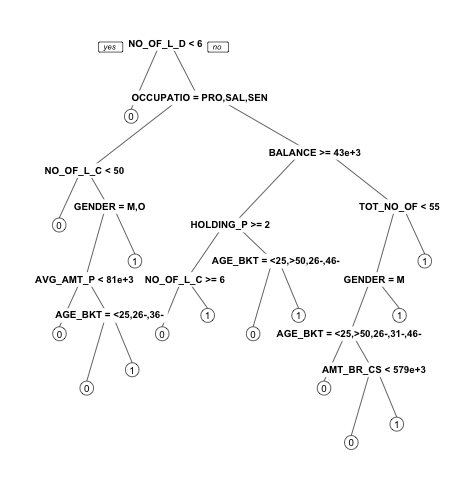 yes NO_OF_L_D < 6 no
0
OCCUPATIO = PRO,SAL,SEN
BALANCE >= 43e+3
NO_OF_L_C < 50
GENDER = M,O
TOT_NO_OF < 55
0
HOLDING_P >= 2
1
AGE_BKT = <25,>50,26-,46-
1
AVG_AMT_P < 81e+3
NO_OF_L_C >= 6
GENDER = M
AGE_BKT = <25,26-,36-
1
1
1
0
0
0
AGE_BKT = <25,>50,26-,31-,46-
1
AMT_BR_CS < 579e+3
0
0
1
0